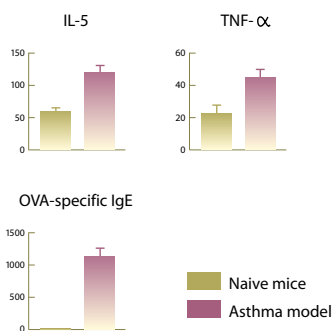 IL-5
150
100
50
0
TNF- α
60
40
20
0
OVA-specific IgE
1500
1000
500
0
Naive mice
Asthma model